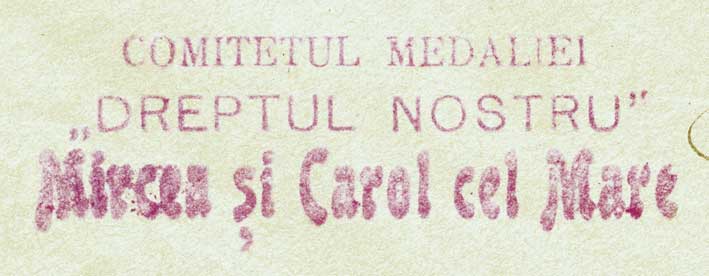 COMITETUL MEDALIEI
„DREPTUL NOSTRU”
Mircea și Carol cel Mare